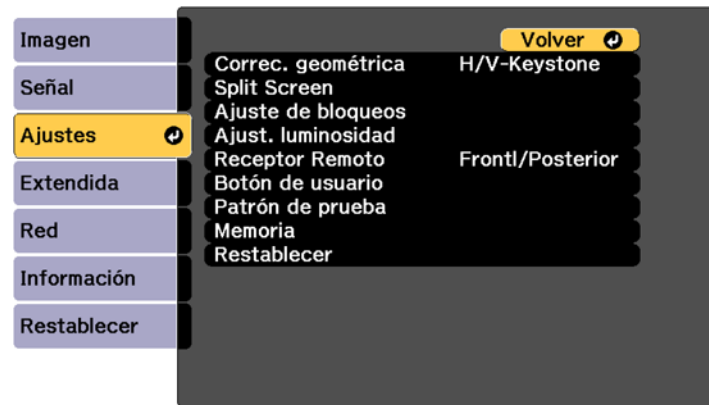 Imagen
Señal
Ajustes
Extendida
Red
Información
Restablecer
Volver
Correc. geométrica H/V-Keystone
Split Screen
Ajuste de bloqueos
Ajust. luminosidad
Receptor Remoto Frontl/Posterior
Botón de usuario
Patrón de prueba
Memoria
Restablecer